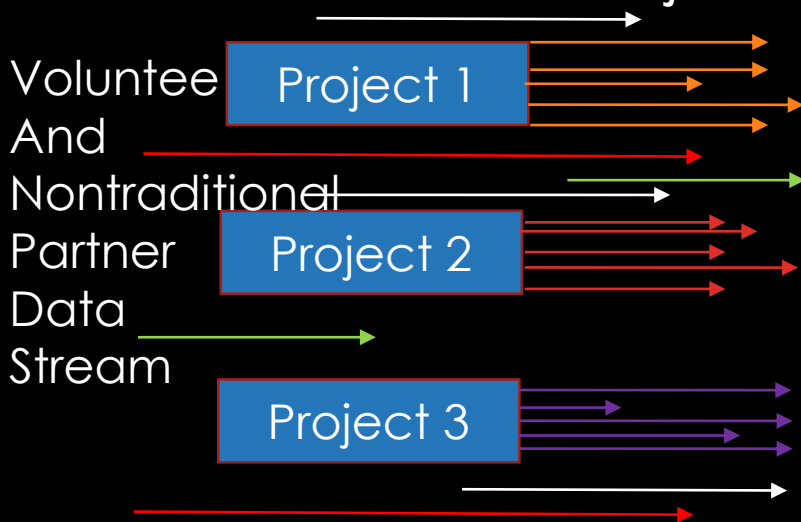 Voluntee
And
Nontraditional
Partner
Data
Stream
Project 1
Project 2
Project 3